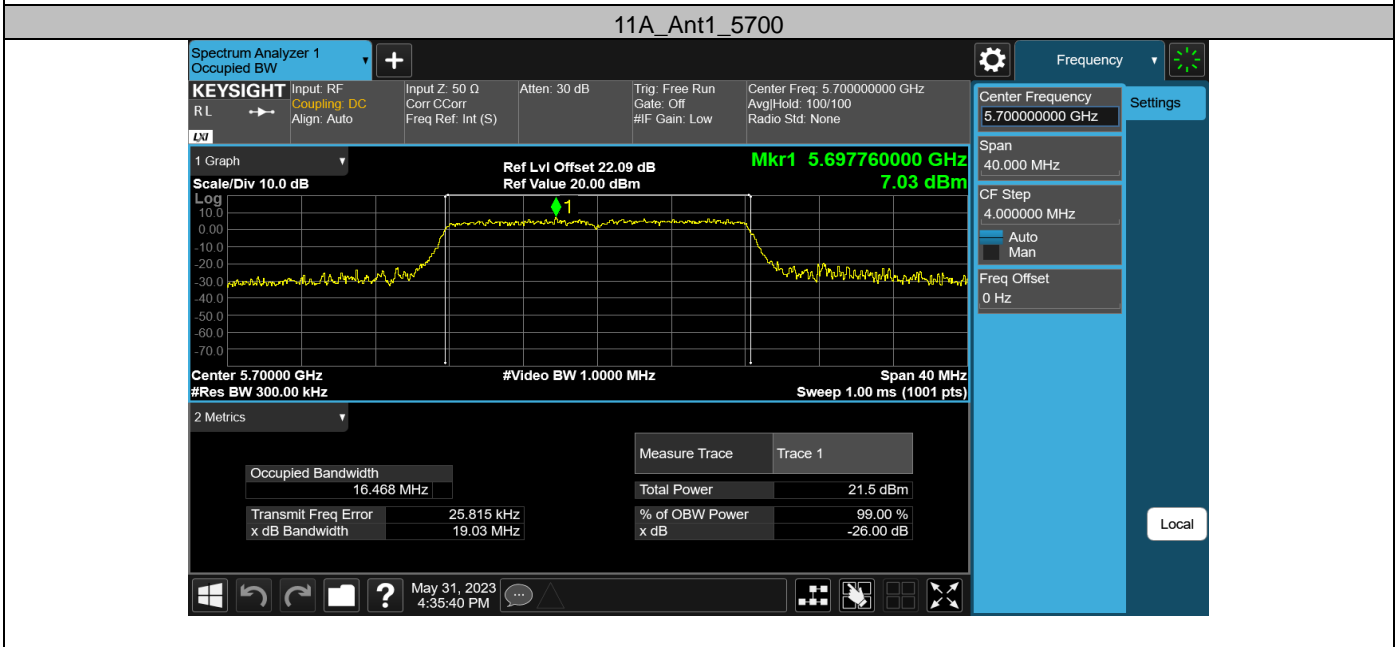 11A_Ant1_5700
Spectrum Analyzer 1
Occupied BW
+
Frequency
KEYSIGHT
R L
LXI
Input: RF
Coupling: DC
Align: Auto
Input Z: 50 Ω
Corr CCorr
Freq Ref: Int (S)
Atten: 30 dB
Trig: Free Run
Gate: Off
#IF Gain: Low
Center Freq: 5.700000000 GHz
Avg|Hold: 100/100
Radio Std: None
Center Frequency
5.700000000 GHz
Settings
Span
40.000 MHz
CF Step
4.000000 MHz
Auto
Man
Freq Offset
0 Hz
Local
1 Graph
Scale/Div 10.0 dB
Ref Lvl Offset 22.09 dB
Ref Value 20.00 dBm
Mkr1 5.697760000 GHz
7.03 dBm
Log
10.0
0.00
-10.0
-20.0
-30.0
-40.0
-50.0
-60.0
-70.0
1
Center 5.70000 GHz
#Res BW 300.00 kHz
#Video BW 1.0000 MHz
Span 40 MHz
Sweep 1.00 ms (1001 pts)
2 Metrics
Measure Trace Trace 1
Occupied Bandwidth
16.468 MHz
Total Power 21.5 dBm
Transmit Freq Error 25.815 kHz
x dB Bandwidth 19.03 MHz
% of OBW Power 99.00 %
x dB -26.00 dB
?
May 31, 2023
4:35:40 PM